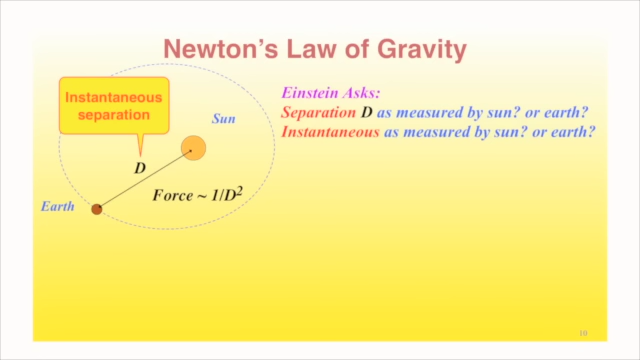 Newton's Law of Gravity
Instantaneous
separation
Sun
D
Force ~ 1/D²
Earth
Einstein Asks:
Separation D as measured by sun? or earth?
Instantaneous as measured by sun? or earth?
10